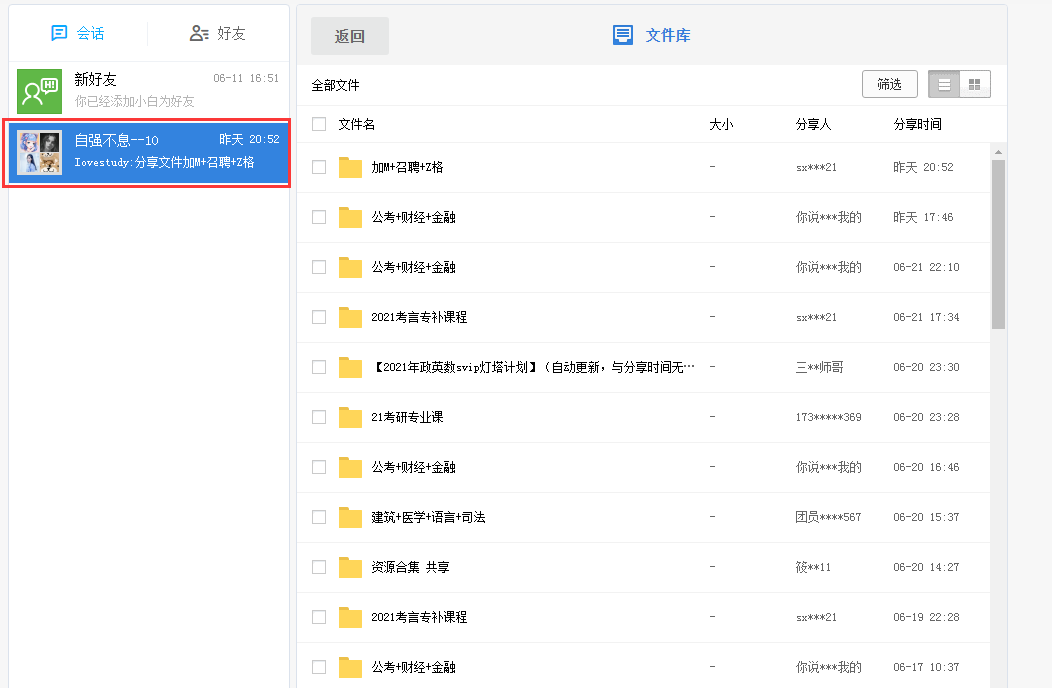 会话
好友
新好友
06-11 16:51
你已经添加小白为好友
自强不息--10
昨天 20:52
Iovestudy:分享文件加M+召聘+Z格
返回
文件库
全部文件
筛选
文件名 大小 分享人 分享时间
加M+召聘+Z格 - sx***21 昨天 20:52
公考+财经+金融 - 你说***我的 昨天 17:46
公考+财经+金融 - 你说***我的 06-21 22:10
2021考言专补课程 - sx***21 06-21 17:34
【2021年政英数svip灯塔计划】（自动更新，与分享时间无… - 三**师哥 06-20 23:30
21考研专业课 - 173*****369 06-20 23:28
公考+财经+金融 - 你说***我的 06-20 16:46
建筑+医学+语言+司法 - 团员****567 06-20 15:37
资源合集 共享 - 筱**11 06-20 14:27
2021考言专补课程 - sx***21 06-19 22:28
公考+财经+金融 - 你说***我的 06-17 10:37